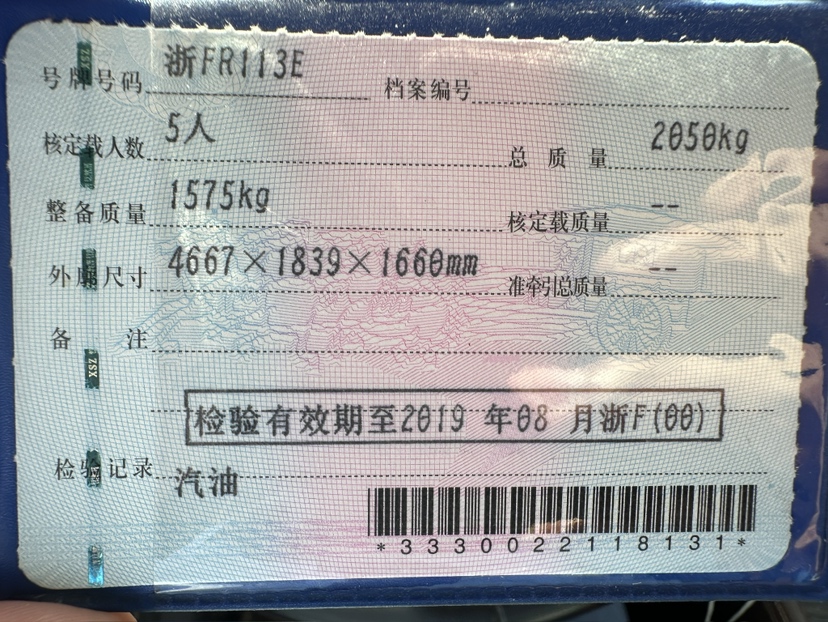 号牌号码 浙FR113E 档案编号
核定载人数 5人 总质量 2050kg
整备质量 1575kg 核定载质量 --
外廓尺寸 4667×1839×1660mm 准牵引总质量 --
备注
检验有效期至2019 年08 月浙F(00)
检验记录 汽油
*3330022118131*